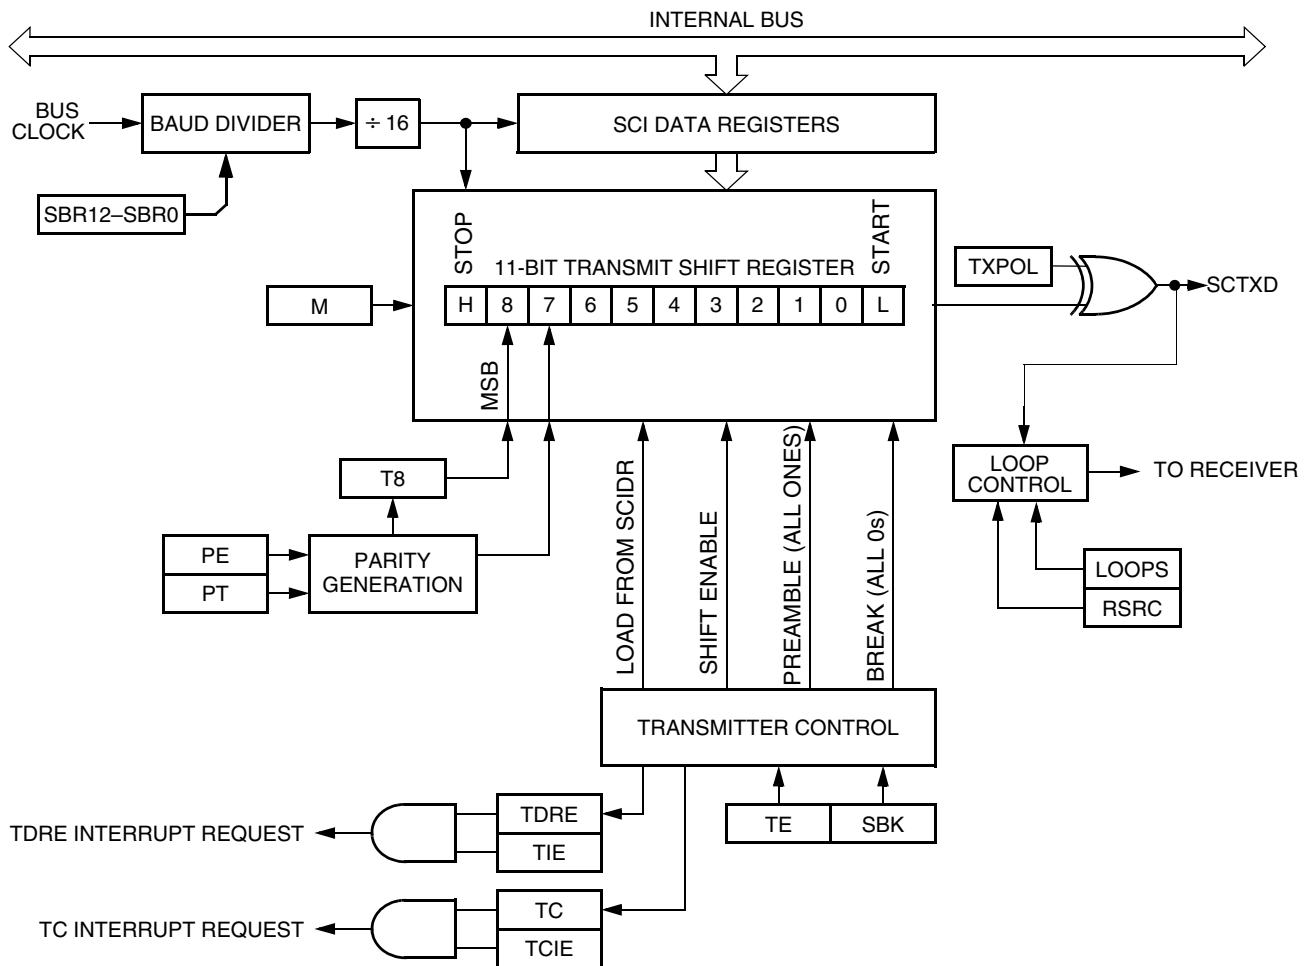 INTERNAL BUS
BUS
CLOCK
BAUD DIVIDER
÷ 16
SCI DATA REGISTERS
SBR12–SBR0
STOP
START
11-BIT TRANSMIT SHIFT REGISTER
H 8 7 6 5 4 3 2 1 0 L
M
MSB
TXPOL
SCTXD
T8
LOOP
CONTROL
TO RECEIVER
PE
PT
PARITY
GENERATION
LOAD FROM SCIDR
SHIFT ENABLE
PREAMBLE (ALL ONES)
BREAK (ALL 0s)
LOOPS
RSRC
TRANSMITTER CONTROL
TDRE INTERRUPT REQUEST
TDRE
TIE
TE
SBK
TC INTERRUPT REQUEST
TC
TCIE